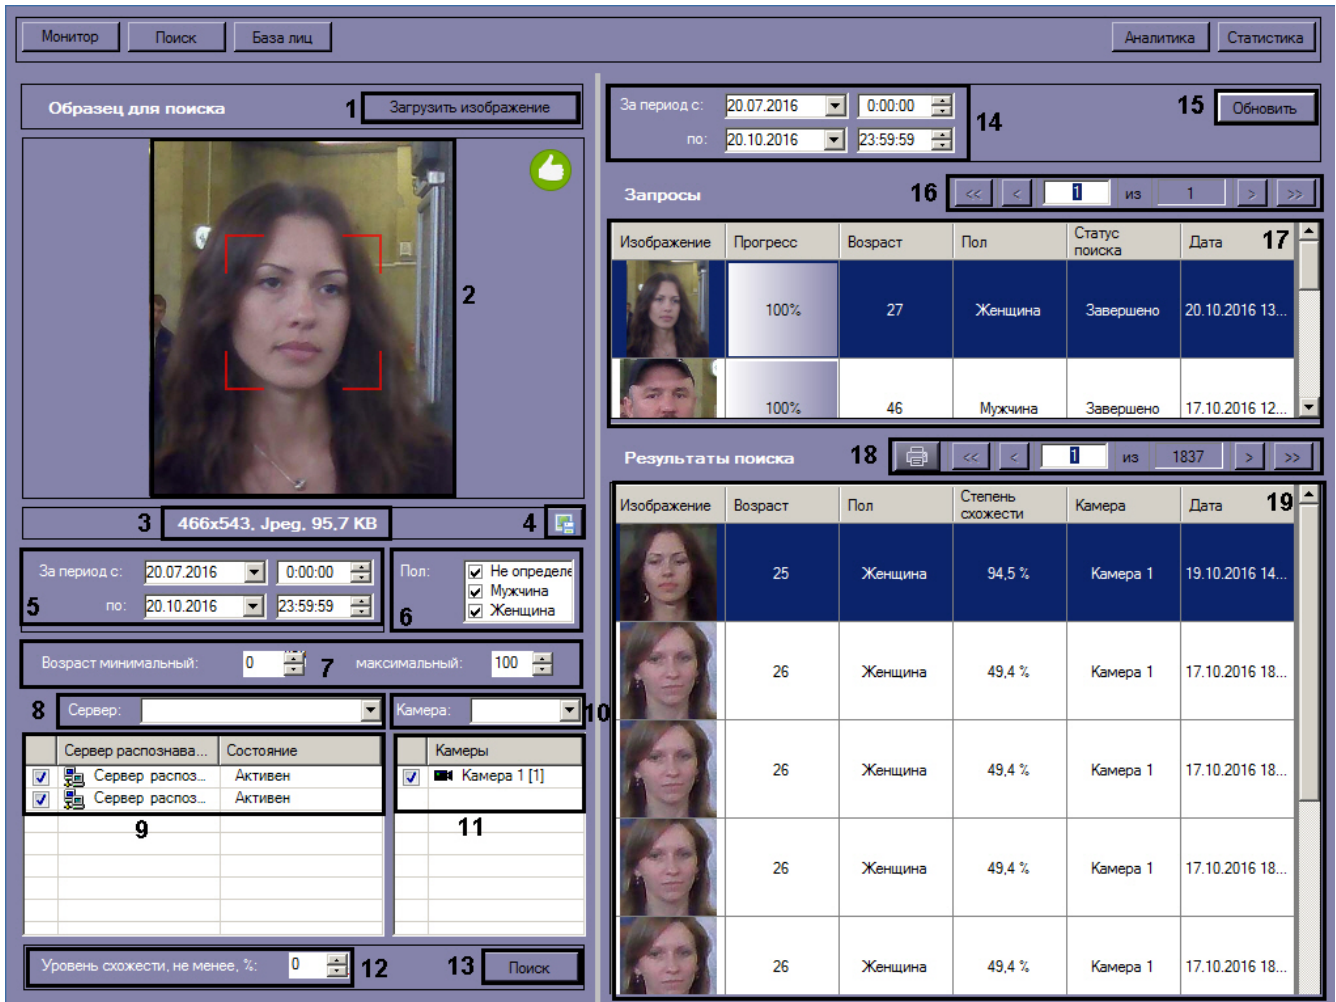 Монитор Поиск База лиц Аналитика Статистика
Образец для поиска 1 Загрузить изображение
2
3 466x543, Jpeg, 95,7 KB 4
За период с: 20.07.2016 0:00:00
5 по: 20.10.2016 23:59:59
Пол: Не определе
Мужчина
6 Женщина
Возраст минимальный: 0 7 максимальный: 100
8 Сервер: Камера: 10
Сервер распознава... Состояние
Сервер распоз... Активен
Сервер распоз... Активен
9
Камеры
Камера 1 [1]
11
Уровень схожести, не менее, %: 0 12 13 Поиск
За период с: 20.07.2016 0:00:00 14 15 Обновить
по: 20.10.2016 23:59:59
Запросы 16 << < 1 из 1 > >>
Изображение Прогресс Возраст Пол Статус поиска Дата 17
100% 27 Женщина Завершено 20.10.2016 13...
100% 46 Мужчина Завершено 17.10.2016 12...
Результаты поиска 18 << < 1 из 1837 > >>
Изображение Возраст Пол Степень схожести Камера Дата 19
25 Женщина 94,5 % Камера 1 19.10.2016 14...
26 Женщина 49,4 % Камера 1 17.10.2016 18...
26 Женщина 49,4 % Камера 1 17.10.2016 18...
26 Женщина 49,4 % Камера 1 17.10.2016 18...
26 Женщина 49,4 % Камера 1 17.10.2016 18...